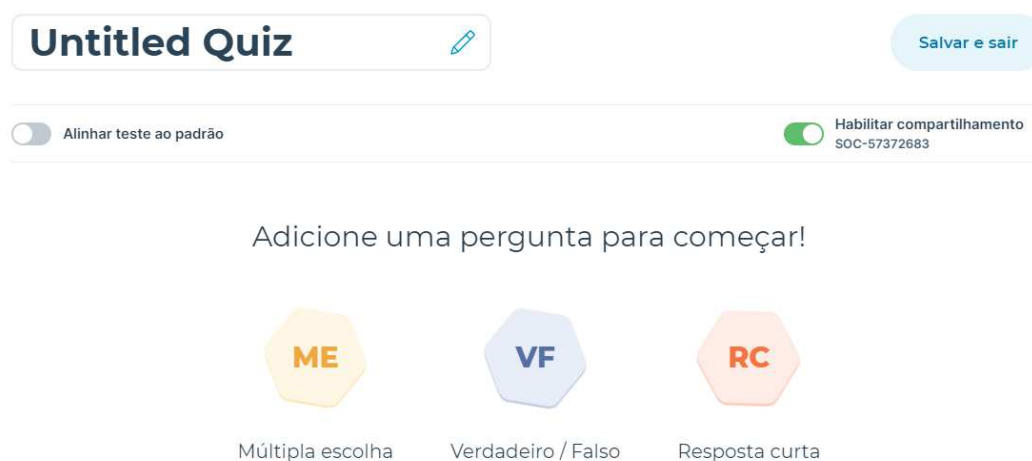 Untitled Quiz
Salvar e sair
Alinhar teste ao padrão
Habilitar compartilhamento
SOC-57372683
Adicione uma pergunta para começar!
ME
VF
RC
Múltipla escolha
Verdadeiro / Falso
Resposta curta